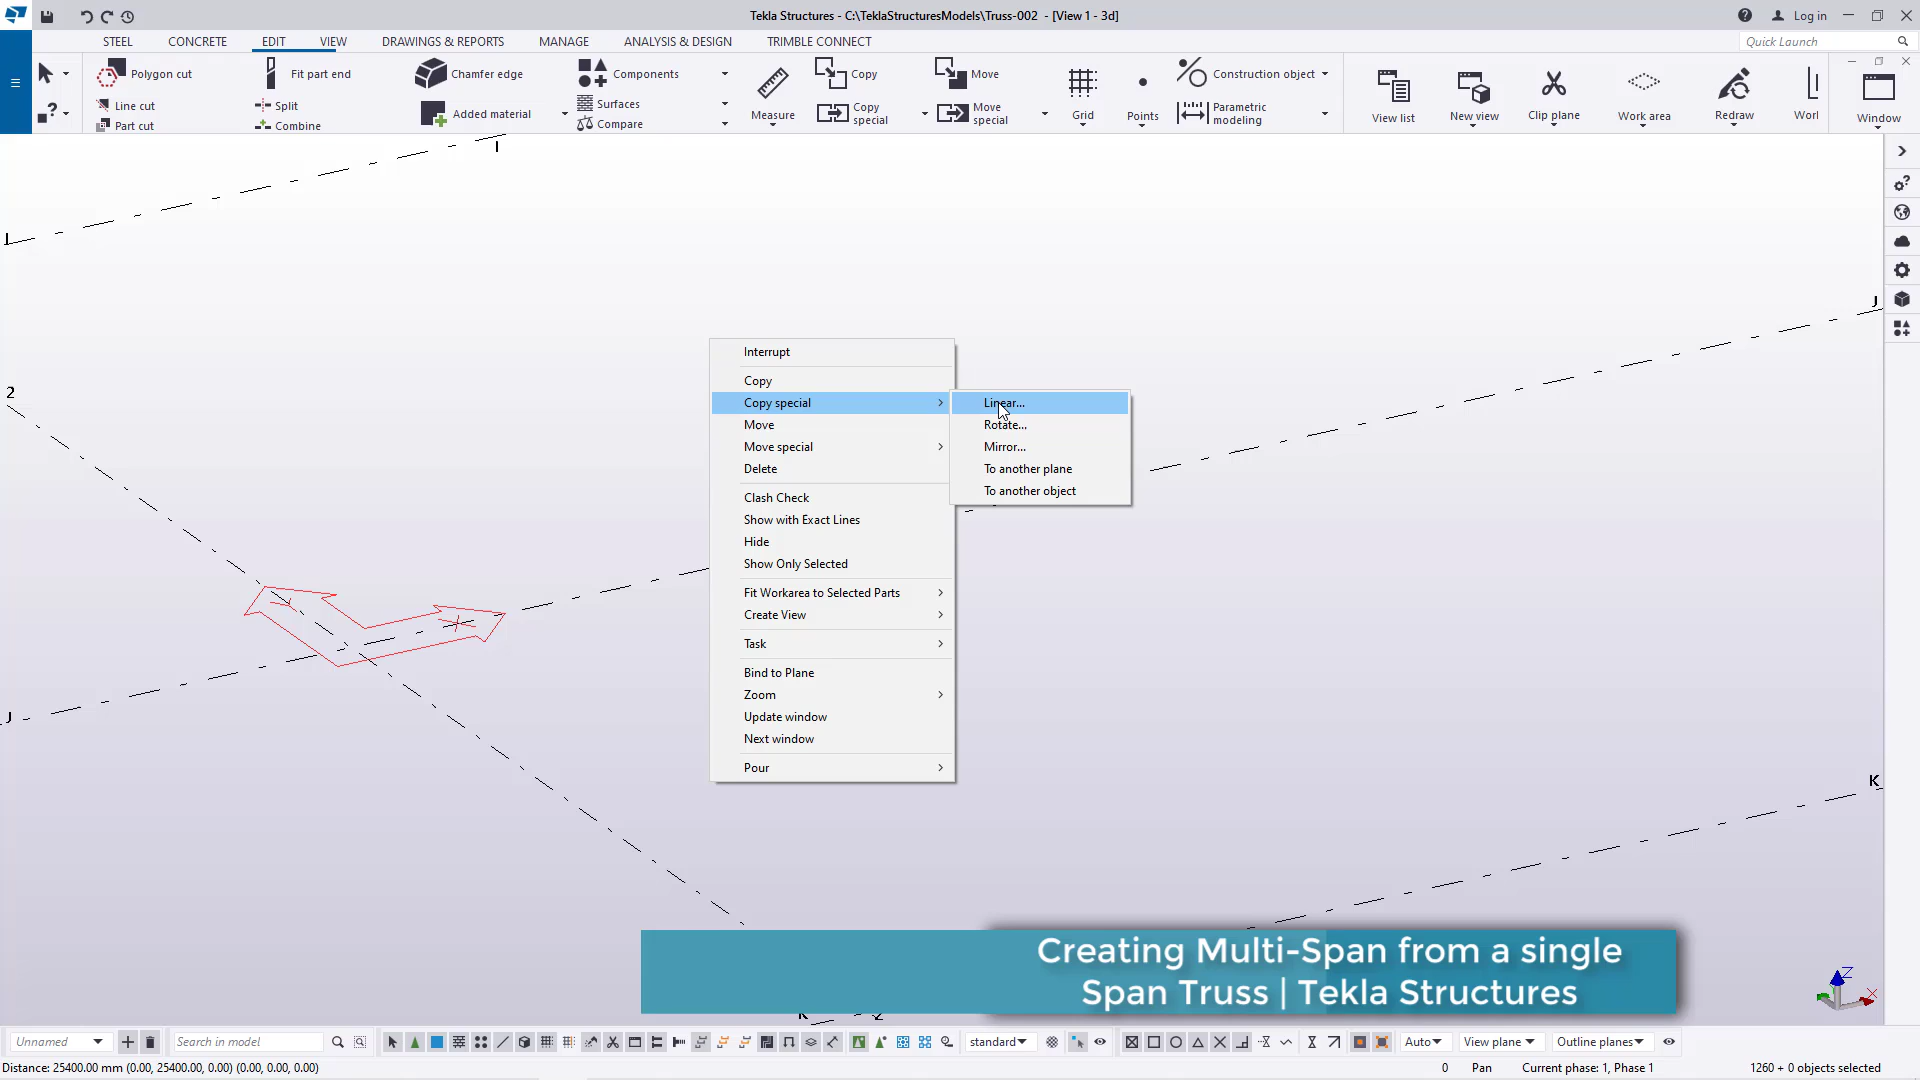 Tekla Structures - C:\TeklaStructuresModels\Truss-002 - [View 1 - 3d]
Log in
STEEL CONCRETE EDIT VIEW DRAWINGS & REPORTS MANAGE ANALYSIS & DESIGN TRIMBLE CONNECT
Quick Launch
Polygon cut
Line cut
Part cut
Fit part end
Split
Combine
Chamfer edge
Added material
Components
Surfaces
Compare
Measure
Copy
Copy special
Move
Move special
Grid
Points
Construction object
Parametric modeling
View list
New view
Clip plane
Work area
Redraw
Worl
Window
I
I
J
2
J
K
Interrupt
Copy
Copy special
Move
Move special
Delete
Clash Check
Show with Exact Lines
Hide
Show Only Selected
Fit Workarea to Selected Parts
Create View
Task
Bind to Plane
Zoom
Update window
Next window
Pour
Linear...
Rotate...
Mirror...
To another plane
To another object
Creating Multi-Span from a single
Span Truss | Tekla Structures
K
2
Z
X
Unnamed
Search in model
standard
Auto
View plane
Outline planes
Distance: 25400.00 mm (0.00, 25400.00, 0.00) (0.00, 0.00, 0.00)
0
Pan
Current phase: 1, Phase 1
1260 + 0 objects selected